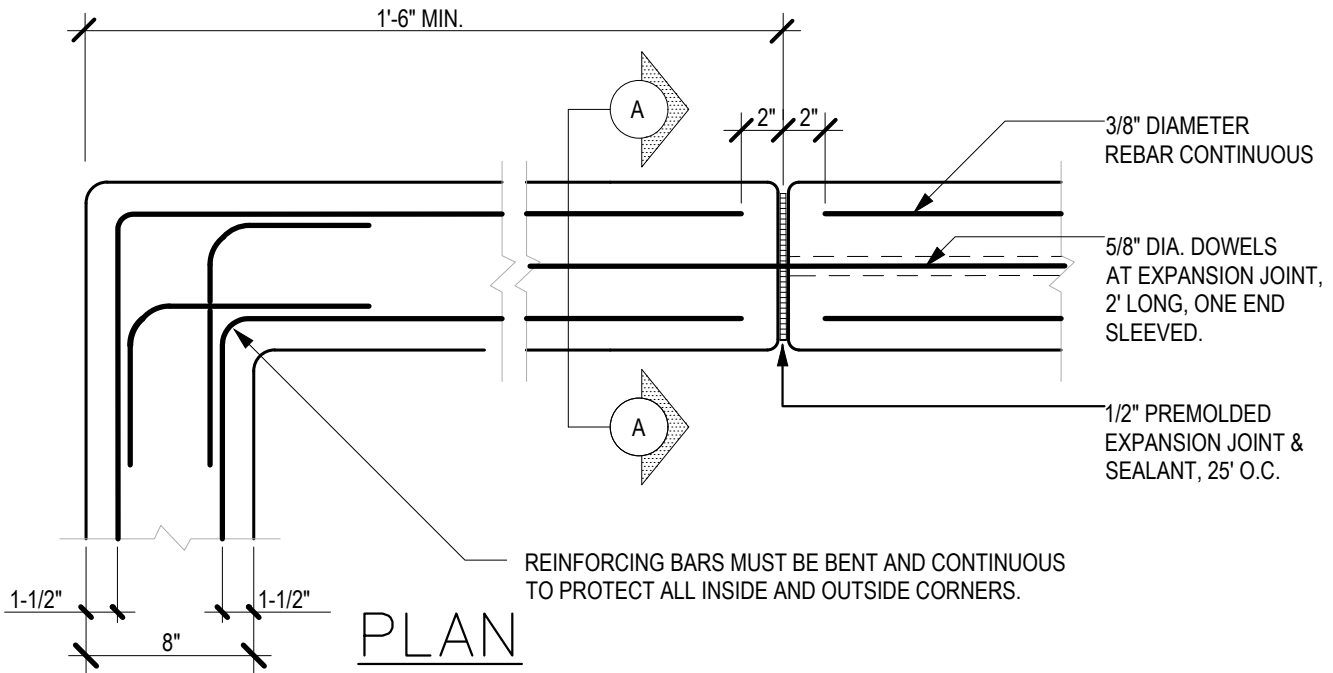 1'-6" MIN.
A
2" 2"
3/8" DIAMETER
REBAR CONTINUOUS
5/8" DIA. DOWELS
AT EXPANSION JOINT,
2' LONG, ONE END
SLEEVED.
A
1/2" PREMOLDED
EXPANSION JOINT &
SEALANT, 25' O.C.
REINFORCING BARS MUST BE BENT AND CONTINUOUS
TO PROTECT ALL INSIDE AND OUTSIDE CORNERS.
1-1/2" 1-1/2"
8"
PLAN